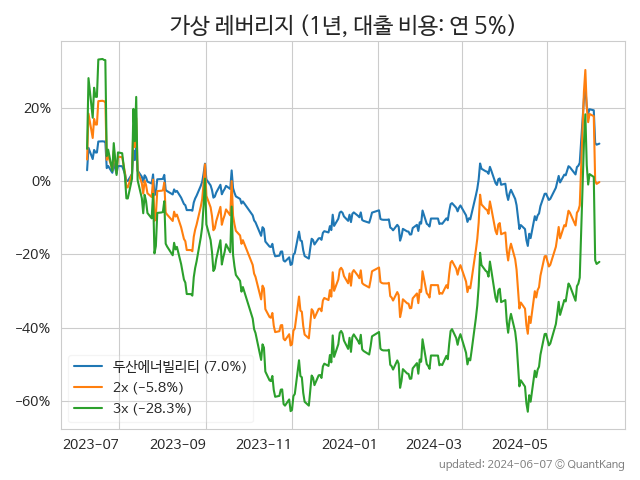 가상 레버리지 (1년, 대출 비용: 연 5%)
20%
0%
−20%
−40%
−60%
두산에너빌리티 (7.0%)
2x (−5.8%)
3x (−28.3%)
2023-07 2023-09 2023-11 2024-01 2024-03 2024-05
updated: 2024-06-07 © QuantKang